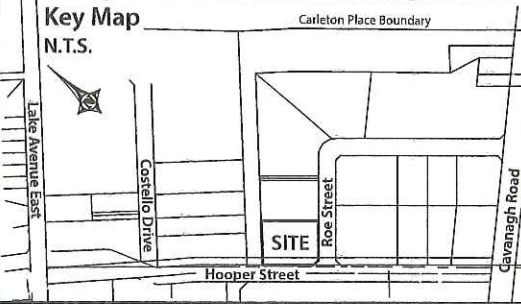 Key Map
N.T.S.
Carleton Place Boundary
Lake Avenue East
Costello Drive
Roe Street
SITE
Cavanagh Road
Hooper Street